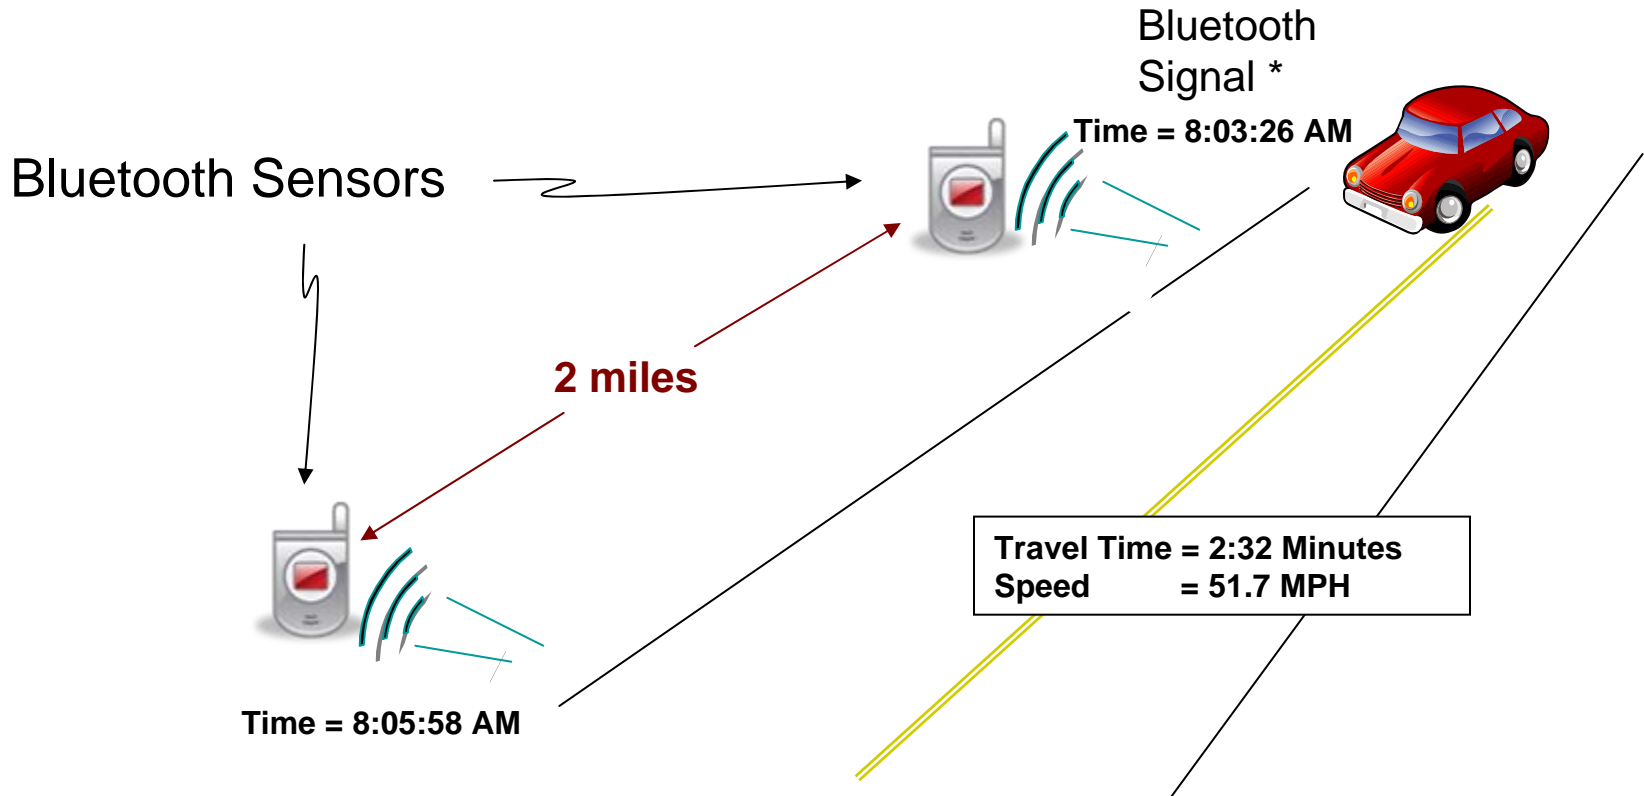 Bluetooth
Signal *
Time = 8:03:26 AM
Bluetooth Sensors
2 miles
Travel Time = 2:32 Minutes
Speed = 51.7 MPH
Time = 8:05:58 AM